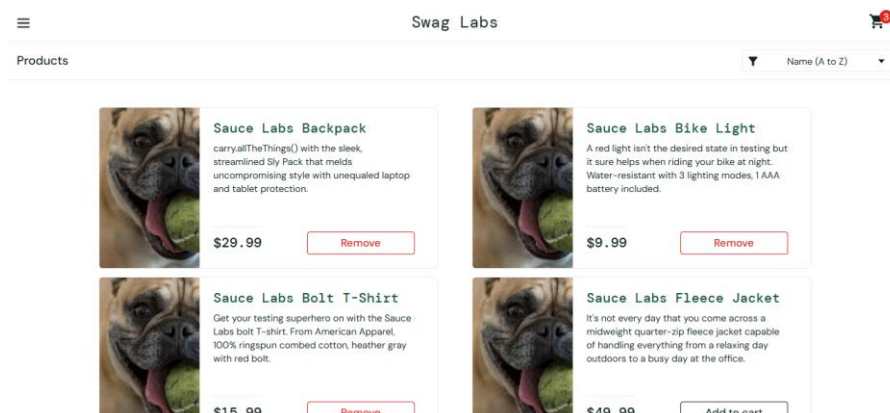 Swag Labs
3
Products
Name (A to Z)
Sauce Labs Backpack
carry.allTheThings() with the sleek,
streamlined Sly Pack that melds
uncompromising style with unequaled laptop
and tablet protection.
$29.99
Remove
Sauce Labs Bike Light
A red light isn't the desired state in testing but
it sure helps when riding your bike at night.
Water-resistant with 3 lighting modes, 1 AAA
battery included.
$9.99
Remove
Sauce Labs Bolt T-Shirt
Get your testing superhero on with the Sauce
Labs bolt T-shirt. From American Apparel,
100% ringspun combed cotton, heather gray
with red bolt.
$15.99
Remove
Sauce Labs Fleece Jacket
It's not every day that you come across a
midweight quarter-zip fleece jacket capable
of handling everything from a relaxing day
outdoors to a busy day at the office.
$49.99
Add to cart